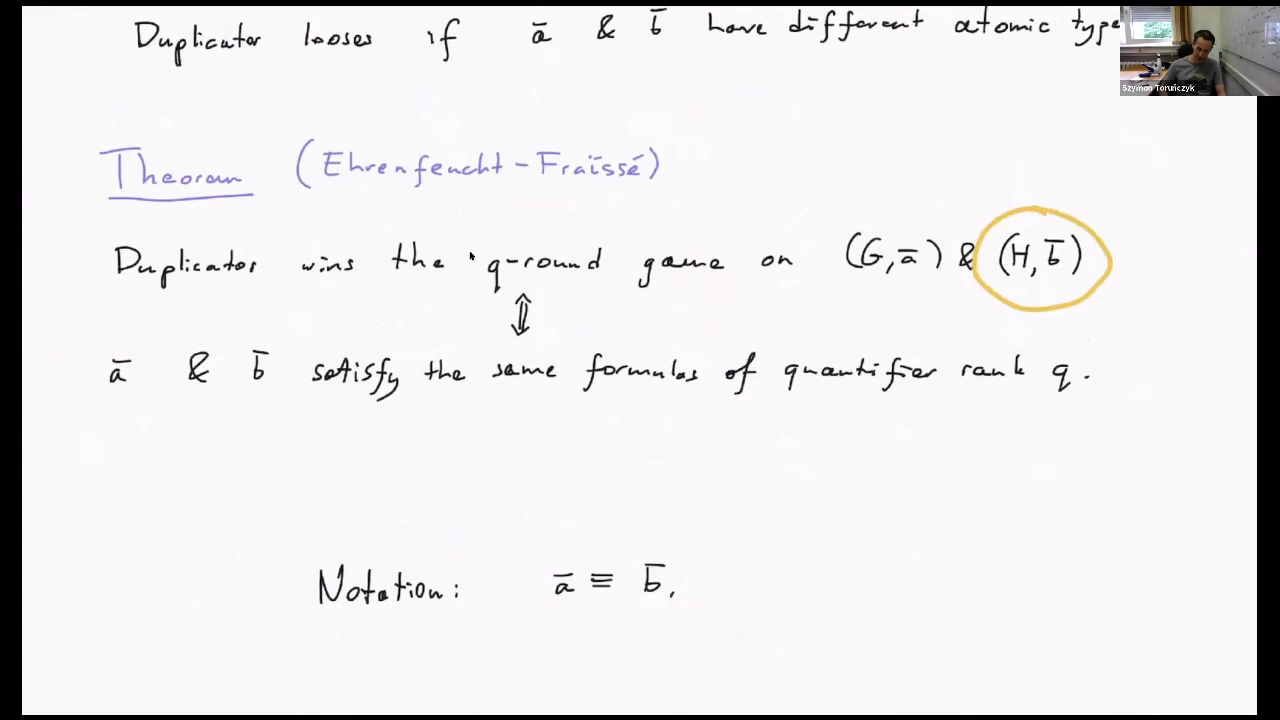 Duplicator looses if ā & b̄ have different atomic type
Szymon Toruńczyk
Theorem (Ehrenfeucht-Fraïssé)
Duplicator wins the q-round game on (G, ā) & (H, b̄)
⇕
ā & b̄ satisfy the same formulas of quantifier rank q.
Notation: ā ≡ b̄,